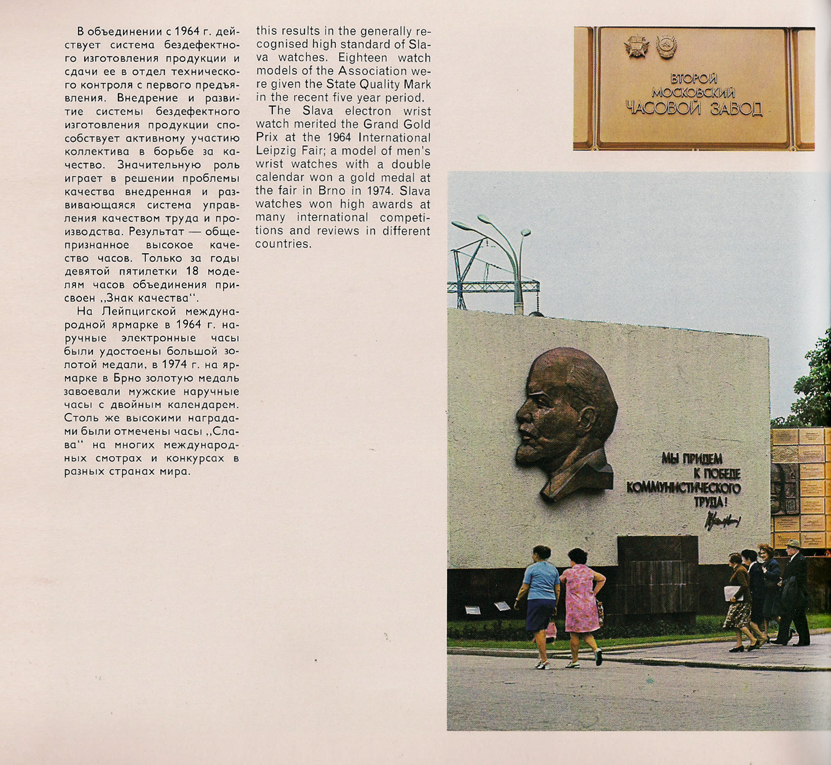 В объединении с 1964 г. дей-
ствует система бездефектно-
го изготовления продукции и
сдачи ее в отдел техническо-
го контроля с первого предъя-
вления. Внедрение и разви-
тие системы бездефектного
изготовления продукции спо-
собствует активному участию
коллектива в борьбе за ка-
чество. Значительную роль
играет в решении проблемы
качества внедренная и раз-
вивающаяся система управ-
ления качеством труда и про-
изводства. Результат — обще-
признанное высокое каче-
ство часов. Только за годы
девятой пятилетки 18 моде-
лям часов объединения при-
своен „Знак качества“.
На Лейпцигской междуна-
родной ярмарке в 1964 г. на-
ручные электронные часы
были удостоены большой зо-
лотой медали, в 1974 г. на яр-
марке в Брно золотую медаль
завоевали мужские наручные
часы с двойным календарем.
Столь же высокими награда-
ми были отмечены часы „Сла-
ва“ на многих международ-
ных смотрах и конкурсах в
разных странах мира.
this results in the generally re-
cognised high standard of Sla-
va watches. Eighteen watch
models of the Association we-
re given the State Quality Mark
in the recent five year period.
The Slava electron wrist
watch merited the Grand Gold
Prix at the 1964 International
Leipzig Fair; a model of men's
wrist watches with a double
calendar won a gold medal at
the fair in Brno in 1974. Slava
watches won high awards at
many international competi-
tions and reviews in different
countries.
ВТОРОЙ
МОСКОВСКИЙ
ЧАСОВОЙ ЗАВОД
МЫ ПРИДЕМ
К ПОБЕДЕ
КОММУНИСТИЧЕСКОГО
ТРУДА!